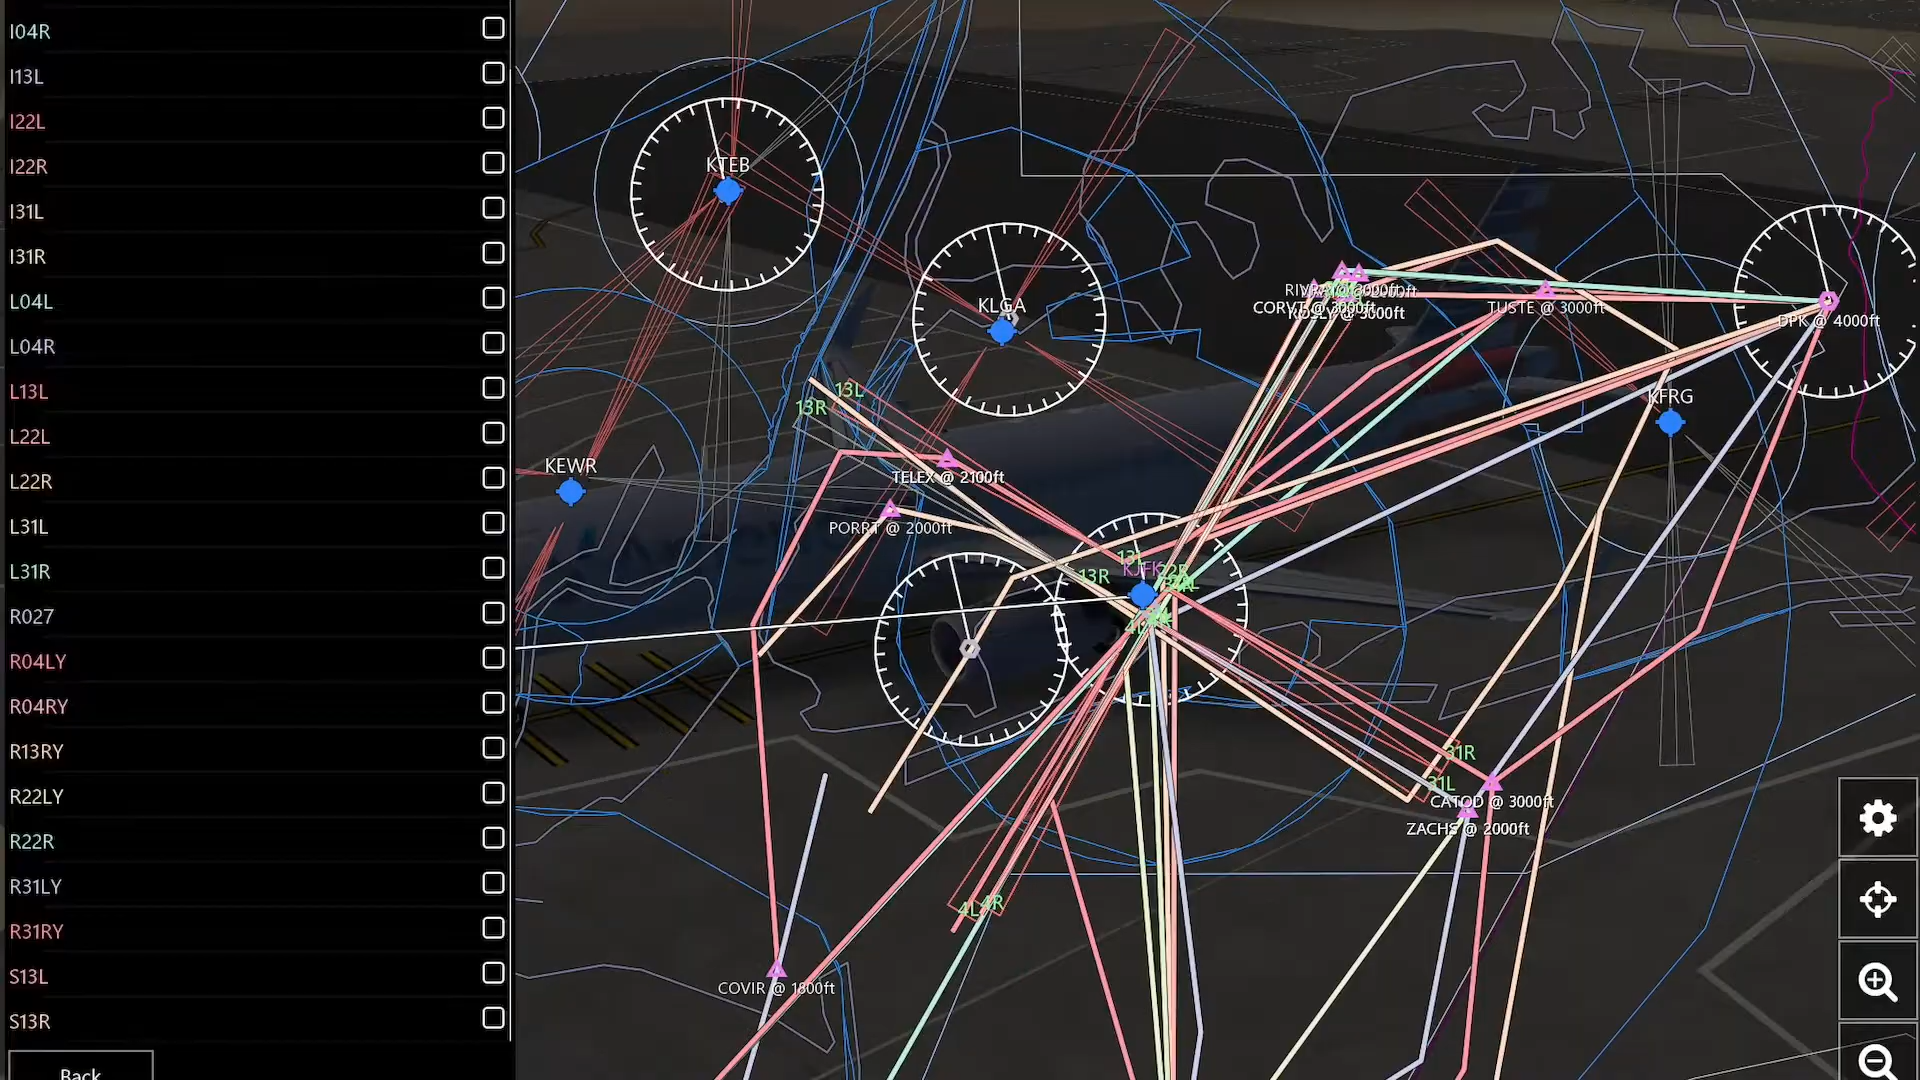 I04R
I13L
I22L
I22R
I31L
I31R
L04L
L04R
L13L
L22L
L22R
L31L
L31R
R027
R04LY
R04RY
R13RY
R22LY
R22R
R31LY
R31RY
S13L
S13R
Back
KTEB
KLGA
TUSTE @ 3000ft
DPK @ 4000ft
KFRG
13L
13R
KEWR
TELEX @ 2100ft
PORRT @ 2000ft
13L
KJFK
13R
22R
31R
31L
CATOD @ 3000ft
ZACHS @ 2000ft
4L
4R
COVIR @ 1800ft